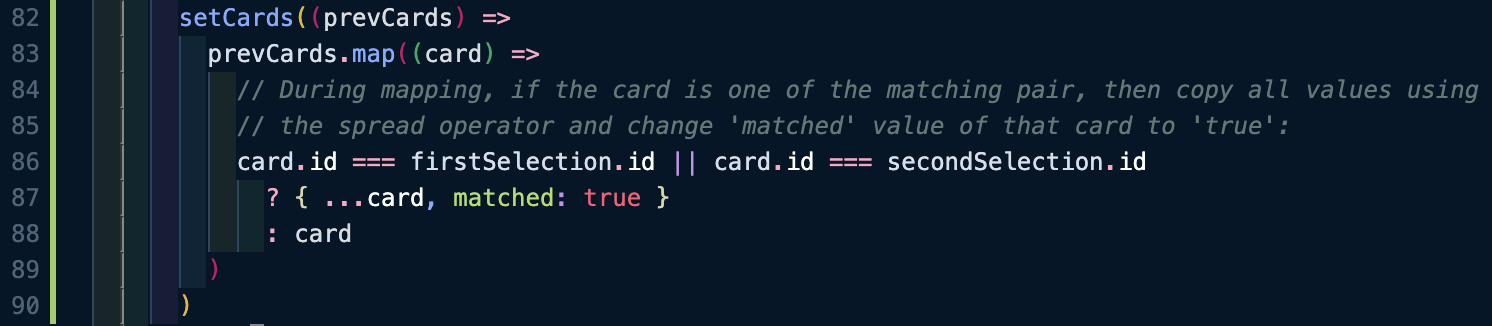 82 setCards((prevCards) =>
83 prevCards.map((card) =>
84 // During mapping, if the card is one of the matching pair, then copy all values using
85 // the spread operator and change 'matched' value of that card to 'true':
86 card.id === firstSelection.id || card.id === secondSelection.id
87 ? { ...card, matched: true }
88 : card
89 )
90 )